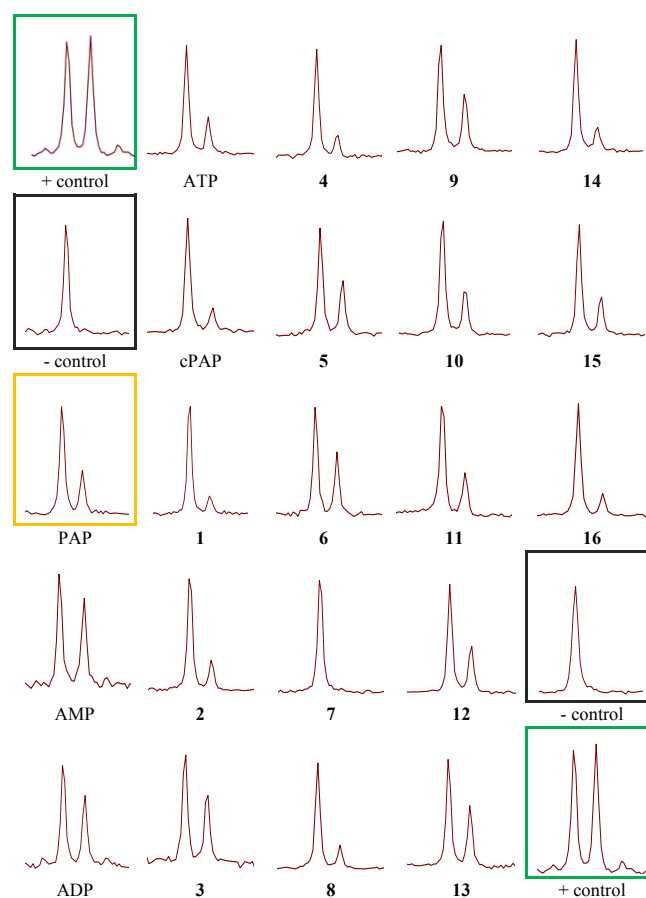 + control
ATP
4
9
14
- control
cPAP
5
10
15
PAP
1
6
11
16
AMP
2
7
12
- control
ADP
3
8
13
+ control